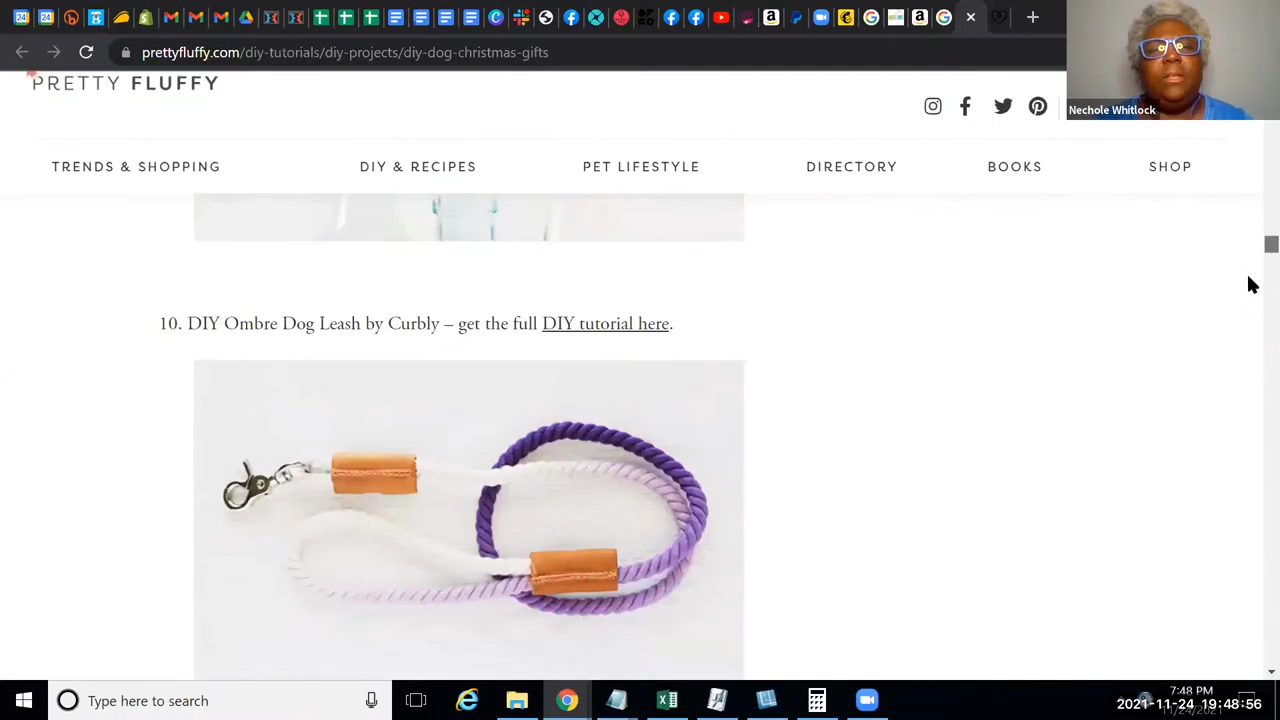 24
24
prettyfluffy.com/diy-tutorials/diy-projects/diy-dog-christmas-gifts
PRETTY FLUFFY
Nechole Whitlock
TRENDS & SHOPPING
DIY & RECIPES
PET LIFESTYLE
DIRECTORY
BOOKS
SHOP
10. DIY Ombre Dog Leash by Curbly – get the full DIY tutorial here.
Type here to search
7:48 PM
2021-11-24 19:48:56